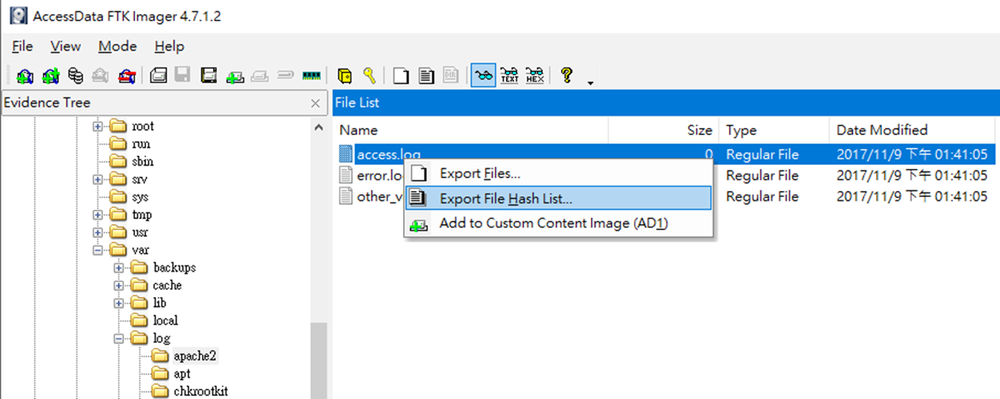 AccessData FTK Imager 4.7.1.2
File View Mode Help
TEXT HEX
Evidence Tree
root
run
sbin
srv
sys
tmp
usr
var
backups
cache
lib
local
log
apache2
apt
chkrootkit
File List
Name Size Type Date Modified
access.log 0 Regular File 2017/11/9 下午 01:41:05
error.lo Regular File 2017/11/9 下午 01:41:05
other_v Regular File 2017/11/9 下午 01:41:05
Export Files...
Export File Hash List...
Add to Custom Content Image (AD1)